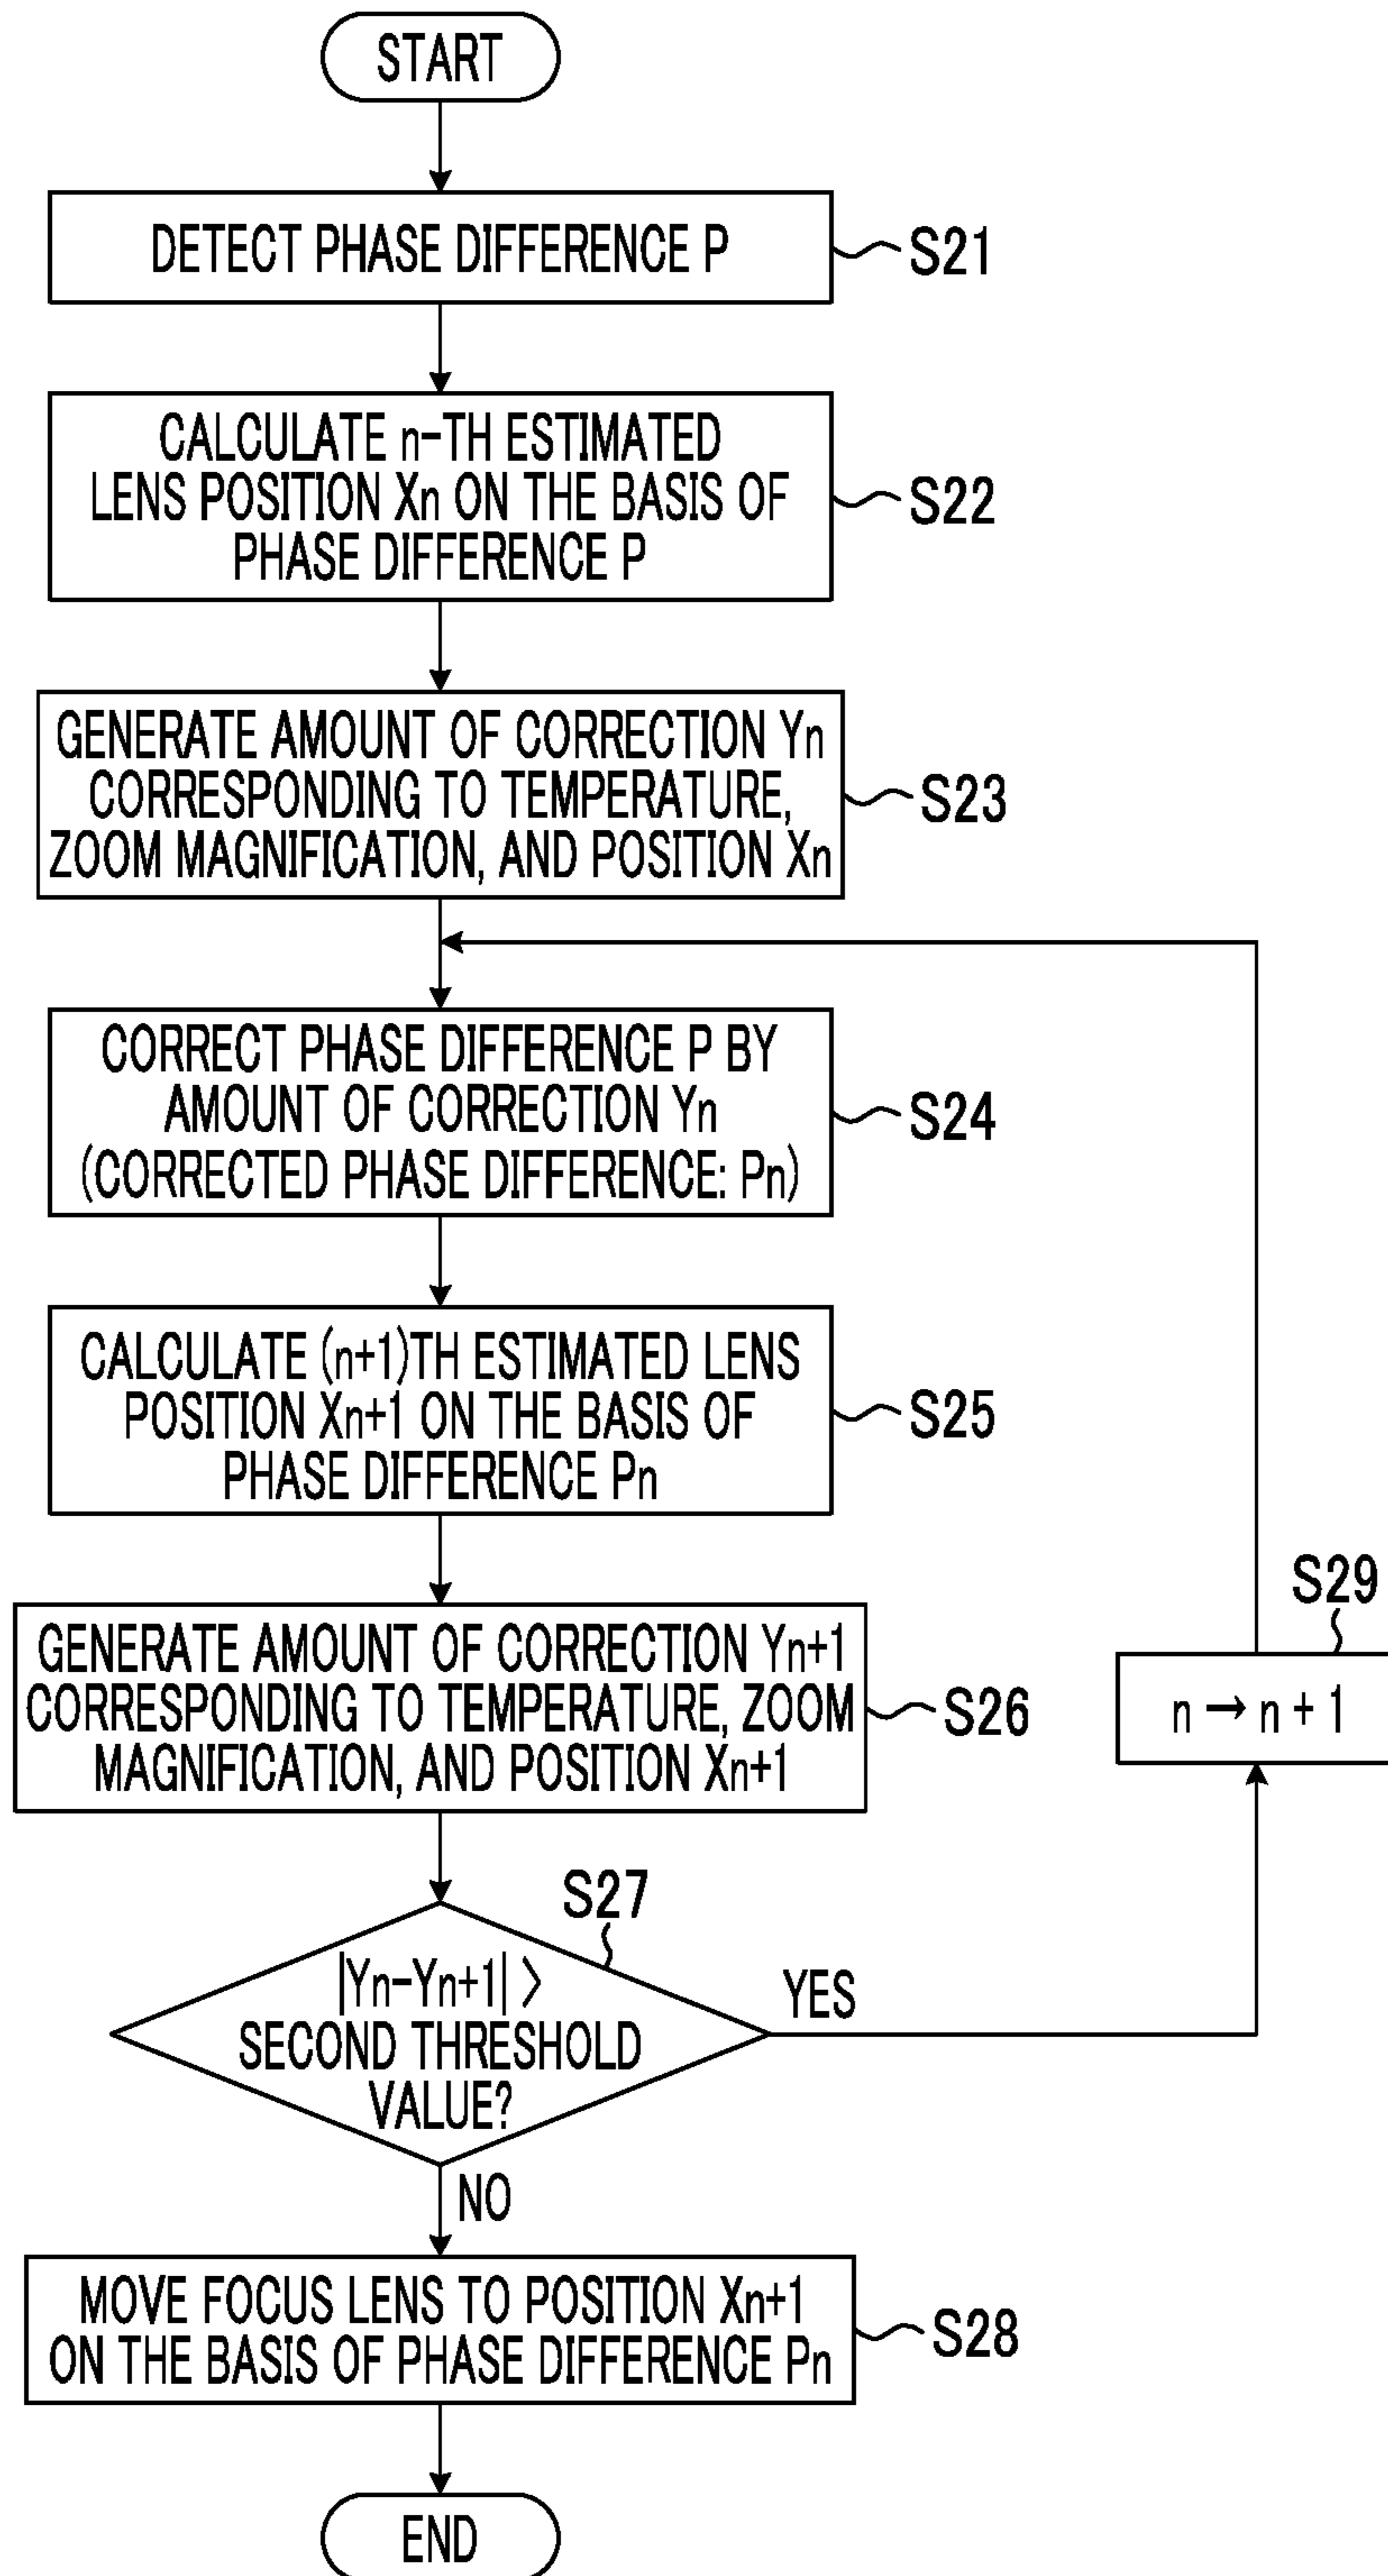 START
DETECT PHASE DIFFERENCE P
S21
CALCULATE n-TH ESTIMATED
LENS POSITION Xn ON THE BASIS OF
PHASE DIFFERENCE P
S22
GENERATE AMOUNT OF CORRECTION Yn
CORRESPONDING TO TEMPERATURE,
ZOOM MAGNIFICATION, AND POSITION Xn
S23
CORRECT PHASE DIFFERENCE P BY
AMOUNT OF CORRECTION Yn
(CORRECTED PHASE DIFFERENCE: Pn)
S24
CALCULATE (n+1)TH ESTIMATED LENS
POSITION Xn+1 ON THE BASIS OF
PHASE DIFFERENCE Pn
S25
GENERATE AMOUNT OF CORRECTION Yn+1
CORRESPONDING TO TEMPERATURE, ZOOM
MAGNIFICATION, AND POSITION Xn+1
S26
S29
n → n + 1
S27
|Yn-Yn+1| >
SECOND THRESHOLD
VALUE?
YES
NO
MOVE FOCUS LENS TO POSITION Xn+1
ON THE BASIS OF PHASE DIFFERENCE Pn
S28
END